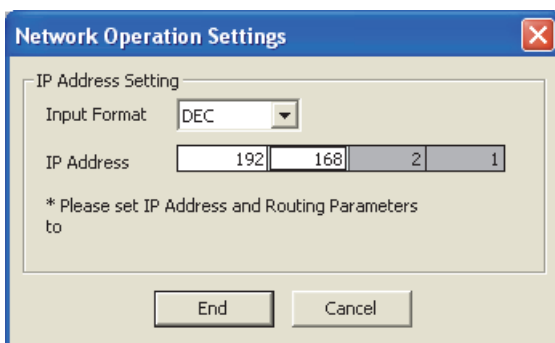 Network Operation Settings
IP Address Setting
Input Format DEC
IP Address 192 168 2 1
* Please set IP Address and Routing Parameters
to
End Cancel